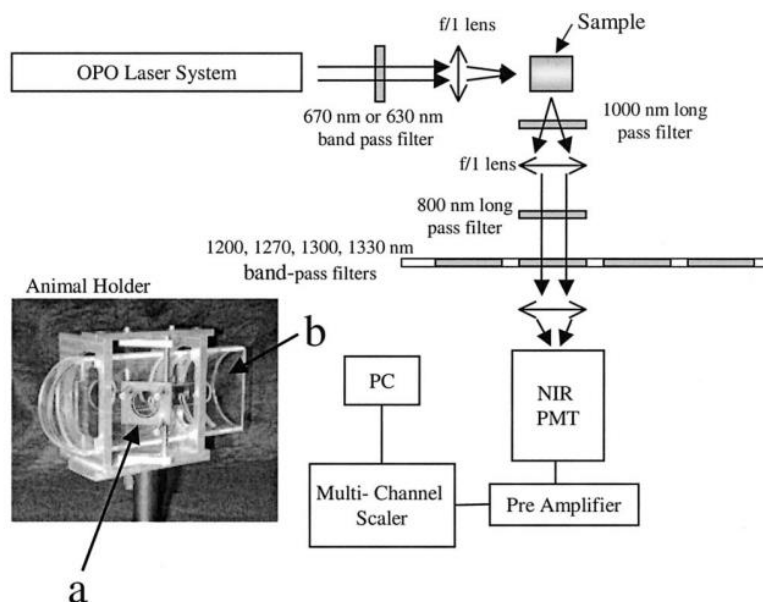 f/1 lens
Sample
OPO Laser System
670 nm or 630 nm
band pass filter
1000 nm long
pass filter
f/1 lens
800 nm long
pass filter
1200, 1270, 1300, 1330 nm
band-pass filters
Animal Holder
b
a
PC
NIR
PMT
Multi- Channel
Scaler
Pre Amplifier